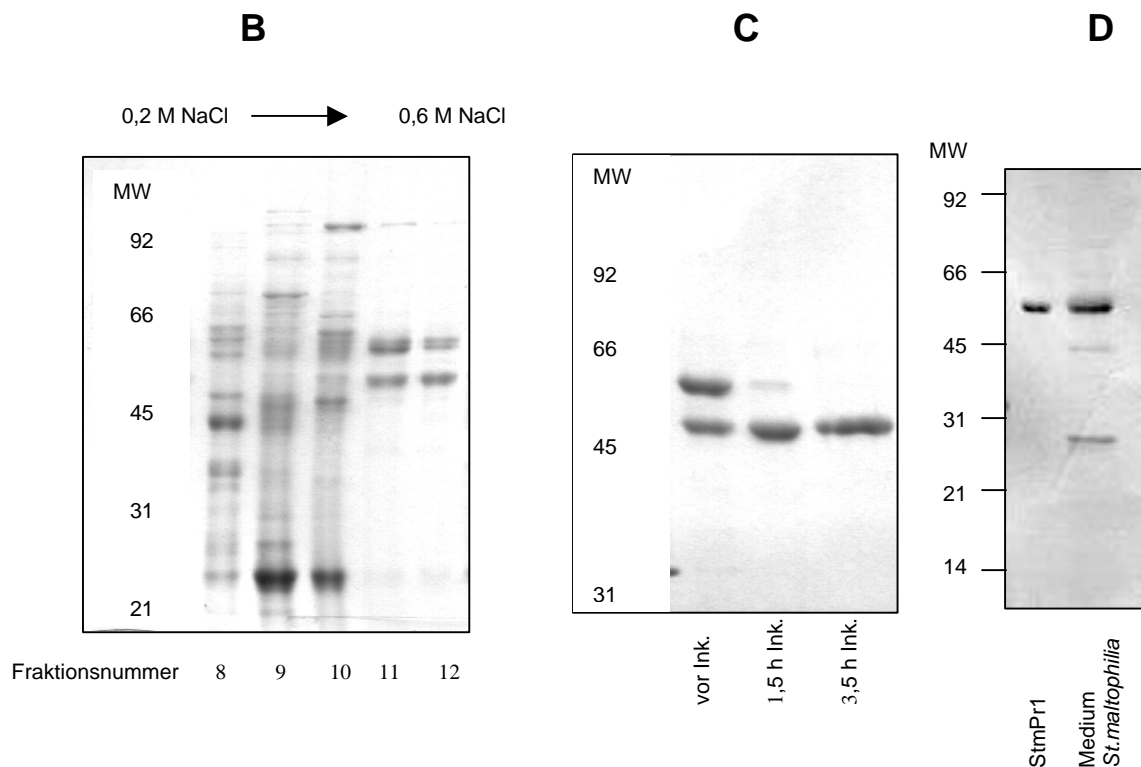 B
0,2 M NaCl
0,6 M NaCl
MW
92
66
45
31
21
Fraktionsnummer 8 9 10 11 12
C
MW
92
66
45
31
vor Ink.
1,5 h Ink.
3,5 h Ink.
D
MW
92
66
45
31
21
14
StmPr1
Medium
St.maltophilia